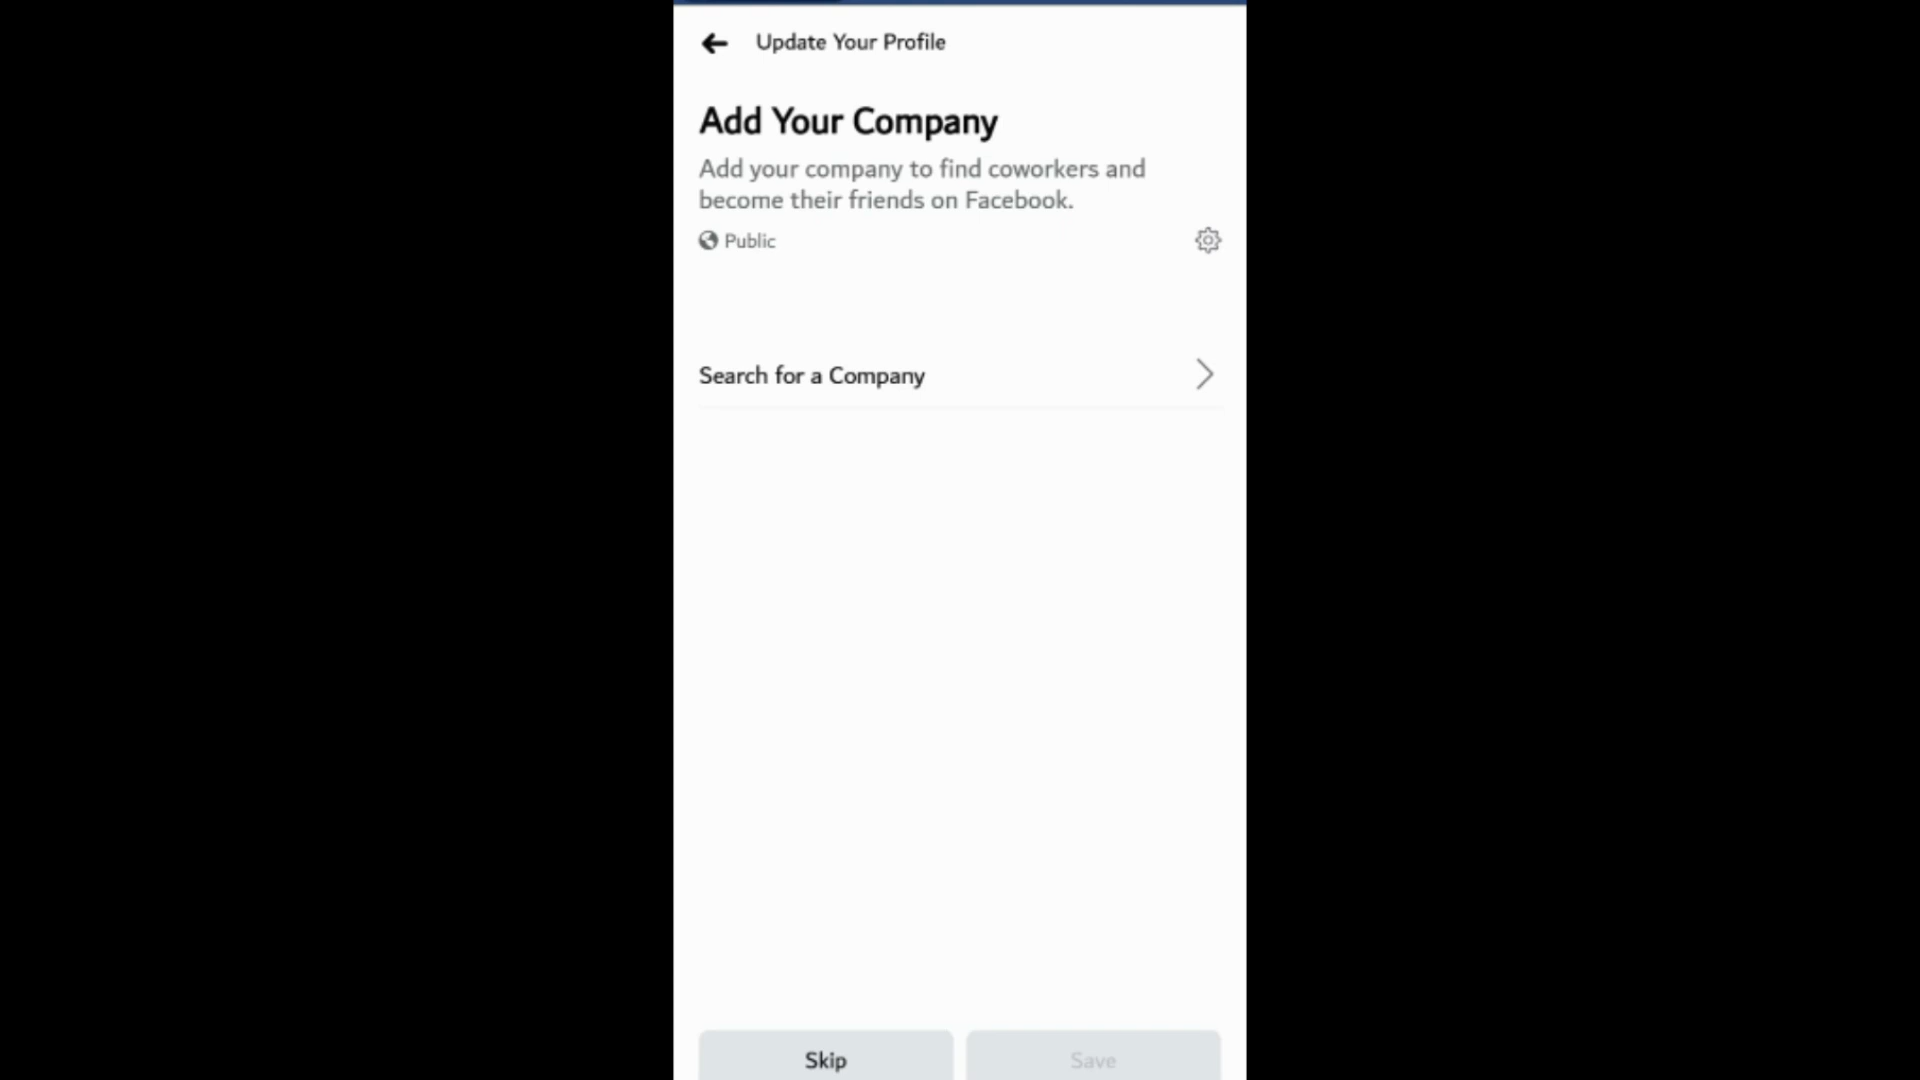 Update Your Profile
Add Your Company
Add your company to find coworkers and
become their friends on Facebook.
Public
Search for a Company
Skip
Save